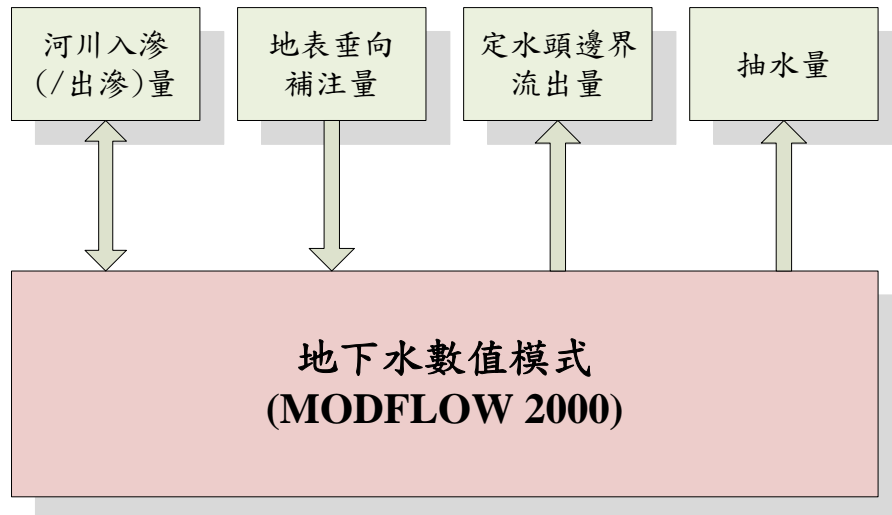 河川入滲
(/出滲)量
地表垂向
補注量
定水頭邊界
流出量
抽水量
地下水數值模式
(MODFLOW 2000)